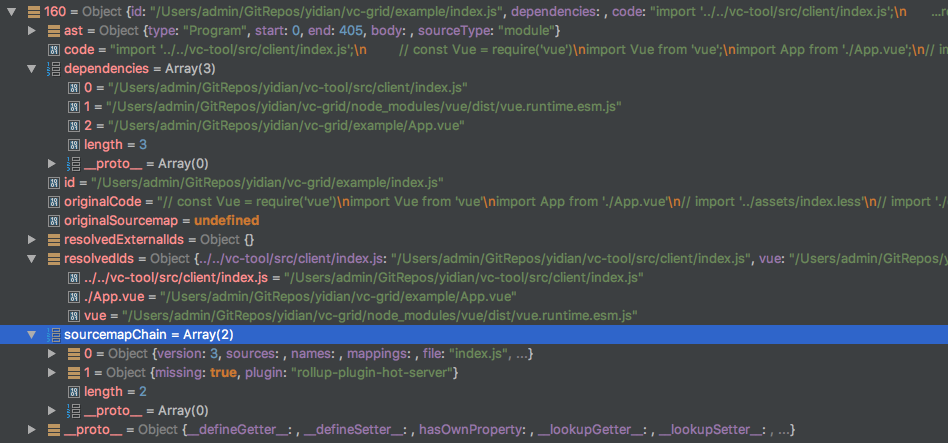 160 = Object {id: "/Users/admin/GitRepos/yidian/vc-grid/example/index.js", dependencies: , code: "import '../../vc-tool/src/client/index.js';\n ...re
ast = Object {type: "Program", start: 0, end: 405, body: , sourceType: "module"}
code = "import '../../vc-tool/src/client/index.js';\n // const Vue = require('vue')\nimport Vue from 'vue';\nimport App from './App.vue';\n// im
dependencies = Array(3)
0 = "/Users/admin/GitRepos/yidian/vc-tool/src/client/index.js"
1 = "/Users/admin/GitRepos/yidian/vc-grid/node_modules/vue/dist/vue.runtime.esm.js"
2 = "/Users/admin/GitRepos/yidian/vc-grid/example/App.vue"
length = 3
__proto__ = Array(0)
id = "/Users/admin/GitRepos/yidian/vc-grid/example/index.js"
originalCode = "// const Vue = require('vue')\nimport Vue from 'vue'\nimport App from './App.vue'\n// import '../assets/index.less'\n// import './
originalSourcemap = undefined
resolvedExternalIds = Object {}
resolvedIds = Object {../../vc-tool/src/client/index.js: "/Users/admin/GitRepos/yidian/vc-tool/src/client/index.js", vue: "/Users/admin/GitRepos/y
../../vc-tool/src/client/index.js = "/Users/admin/GitRepos/yidian/vc-tool/src/client/index.js"
./App.vue = "/Users/admin/GitRepos/yidian/vc-grid/example/App.vue"
vue = "/Users/admin/GitRepos/yidian/vc-grid/node_modules/vue/dist/vue.runtime.esm.js"
sourcemapChain = Array(2)
0 = Object {version: 3, sources: , names: , mappings: , file: "index.js", ...}
1 = Object {missing: true, plugin: "rollup-plugin-hot-server"}
length = 2
__proto__ = Array(0)
__proto__ = Object {__defineGetter__: , __defineSetter__: , hasOwnProperty: , __lookupGetter__: , __lookupSetter__: , ...}